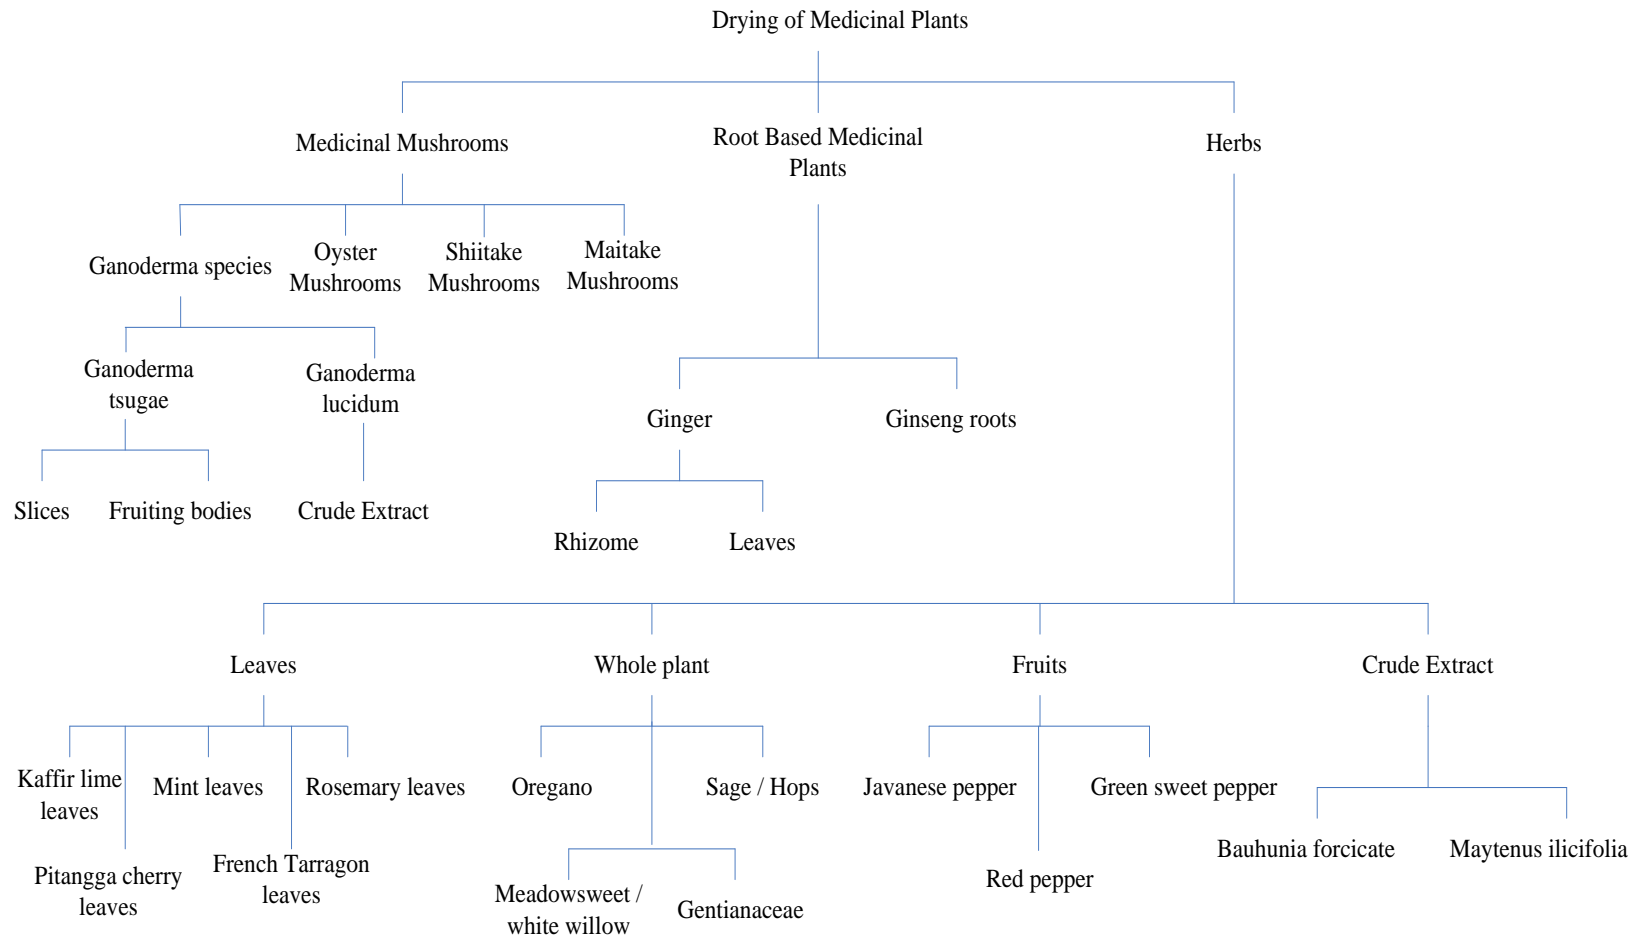 Drying of Medicinal Plants
Medicinal Mushrooms
Root Based Medicinal
Plants
Herbs
Ganoderma species
Oyster
Mushrooms
Shiitake
Mushrooms
Maitake
Mushrooms
Ganoderma
tsugae
Ganoderma
lucidum
Ginger
Ginseng roots
Slices
Fruiting bodies
Crude Extract
Rhizome
Leaves
Leaves
Whole plant
Fruits
Crude Extract
Kaffir lime
leaves
Mint leaves
Rosemary leaves
Oregano
Sage / Hops
Javanese pepper
Green sweet pepper
Pitangga cherry
leaves
French Tarragon
leaves
Meadowsweet /
white willow
Gentianaceae
Red pepper
Bauhunia forcicate
Maytenus ilicifolia